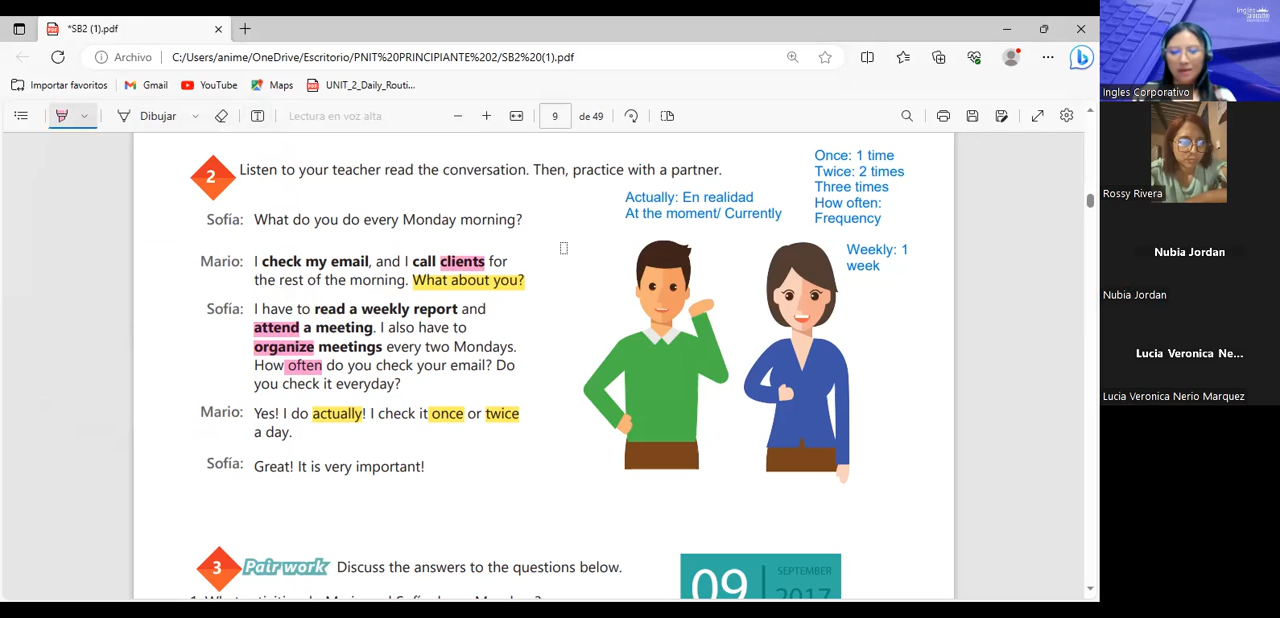 *SB2 (1).pdf
Archivo
C:/Users/anime/OneDrive/Escritorio/PNIT%20PRINCIPIANTE%202/SB2%20(1).pdf
Importar favoritos
Gmail
YouTube
Maps
UNIT_2_Daily_Routi...
Dibujar
Lectura en voz alta
9
de 49
2
Listen to your teacher read the conversation. Then, practice with a partner.
Once: 1 time
Twice: 2 times
Three times
How often:
Frequency
Actually: En realidad
At the moment/ Currently
Weekly: 1
week
Sofía: What do you do every Monday morning?
Mario: I check my email, and I call clients for
the rest of the morning. What about you?
Sofía: I have to read a weekly report and
attend a meeting. I also have to
organize meetings every two Mondays.
How often do you check your email? Do
you check it everyday?
Mario: Yes! I do actually! I check it once or twice
a day.
Sofía: Great! It is very important!
3
Pair work Discuss the answers to the questions below.
09
SEPTEMBER
2017
Ingles Corporativo
Rossy Rivera
Nubia Jordan
Nubia Jordan
Lucia Veronica Ne...
Lucia Veronica Nerio Marquez